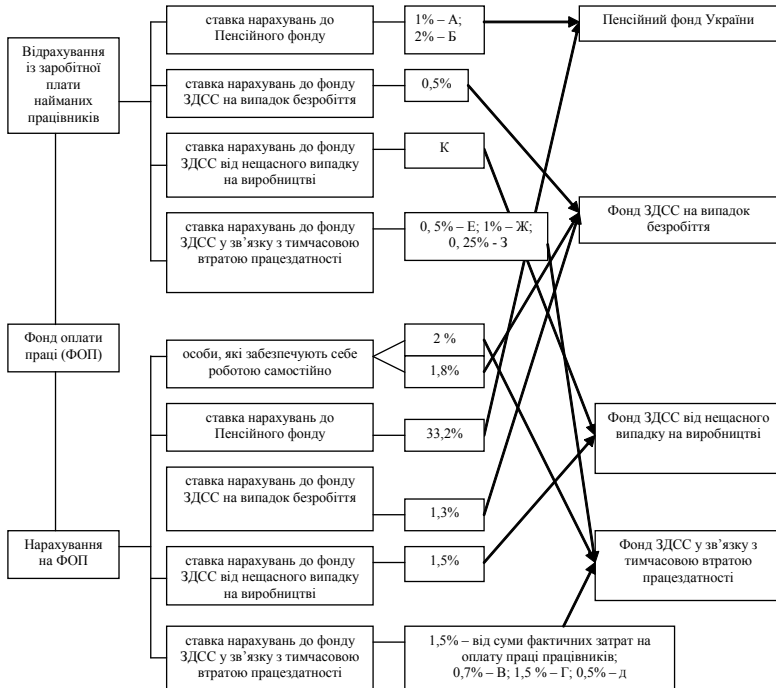 Відрахування
із заробітної
плати
найманих
працівників
ставка нарахувань до
Пенсійного фонду
1% – А;
2% – Б
Пенсійний фонд України
ставка нарахувань до фонду
ЗДСС на випадок безробіття
0,5%
ставка нарахувань до фонду
ЗДСС від нещасного випадку
на виробництві
К
ставка нарахувань до фонду
ЗДСС у зв’язку з тимчасовою
втратою працездатності
0, 5% – Е; 1% – Ж;
0, 25% - З
Фонд ЗДСС на випадок
безробіття
Фонд оплати
праці (ФОП)
особи, які забезпечують себе
роботою самостійно
2 %
1,8%
ставка нарахувань до
Пенсійного фонду
33,2%
Фонд ЗДСС від нещасного
випадку на виробництві
ставка нарахувань до фонду
ЗДСС на випадок безробіття
1,3%
Нарахування
на ФОП
ставка нарахувань до фонду
ЗДСС від нещасного випадку
на виробництві
1,5%
Фонд ЗДСС у зв’язку з
тимчасовою втратою
працездатності
ставка нарахувань до фонду
ЗДСС у зв’язку з тимчасовою
втратою працездатності
1,5% – від суми фактичних затрат на
оплату праці працівників;
0,7% – В; 1,5 % – Г; 0,5% – д